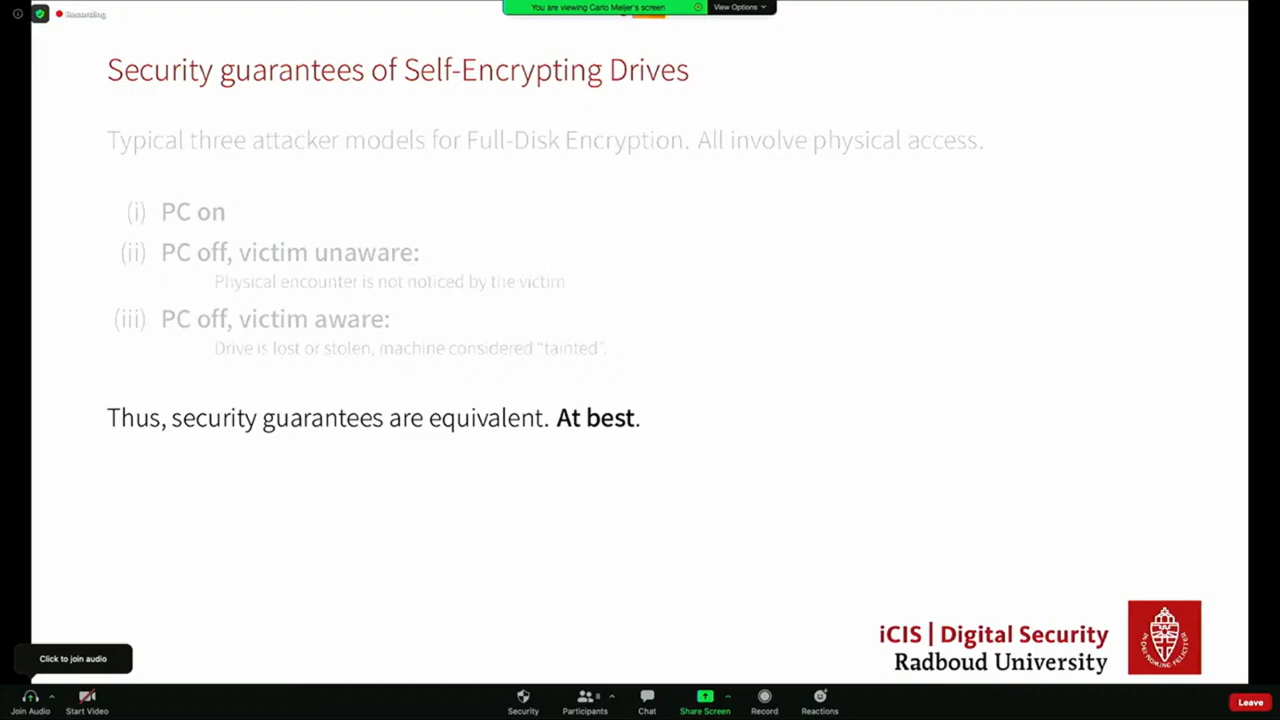 Recording
You are viewing Carlo Meijer's screen
View Options
Security guarantees of Self-Encrypting Drives
Typical three attacker models for Full-Disk Encryption. All involve physical access.
(i) PC on
(ii) PC off, victim unaware:
Physical encounter is not noticed by the victim
(iii) PC off, victim aware:
Drive is lost or stolen, machine considered “tainted”.
Thus, security guarantees are equivalent. At best.
iCIS | Digital Security
Radboud University
Click to join audio
Join Audio
Start Video
Security
Participants
8
Chat
Share Screen
Record
Reactions
Leave